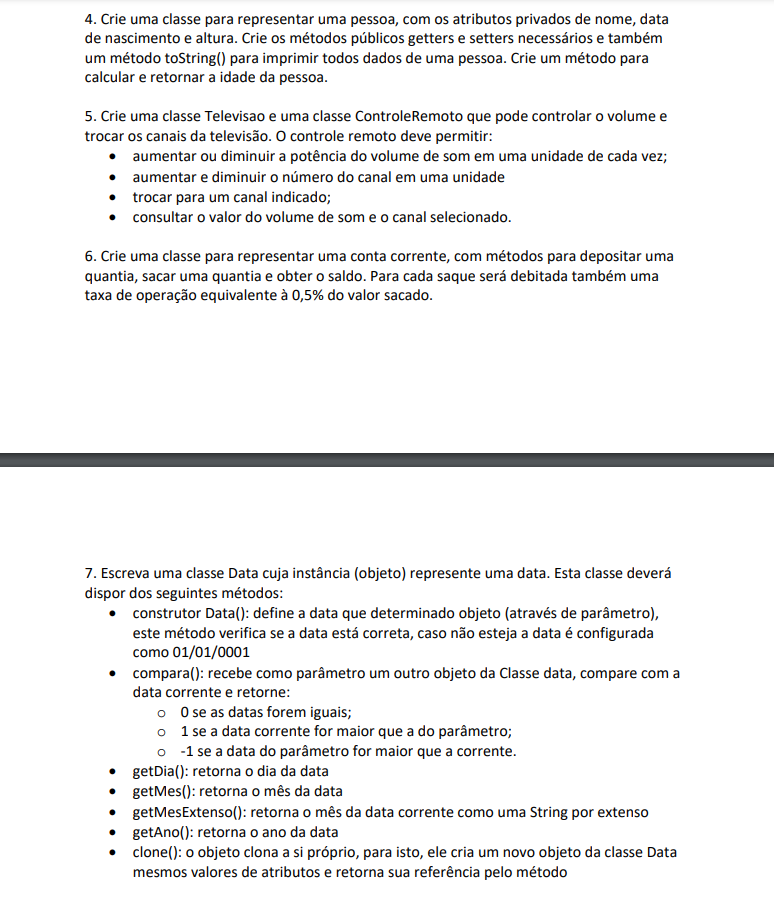 4. Crie uma classe para representar uma pessoa, com os atributos privados de nome, data
de nascimento e altura. Crie os métodos públicos getters e setters necessários e também
um método toString() para imprimir todos dados de uma pessoa. Crie um método para
calcular e retornar a idade da pessoa.
5. Crie uma classe Televisao e uma classe ControleRemoto que pode controlar o volume e
trocar os canais da televisão. O controle remoto deve permitir:
• aumentar ou diminuir a potência do volume de som em uma unidade de cada vez;
• aumentar e diminuir o número do canal em uma unidade
• trocar para um canal indicado;
• consultar o valor do volume de som e o canal selecionado.
6. Crie uma classe para representar uma conta corrente, com métodos para depositar uma
quantia, sacar uma quantia e obter o saldo. Para cada saque será debitada também uma
taxa de operação equivalente à 0,5% do valor sacado.
7. Escreva uma classe Data cuja instância (objeto) represente uma data. Esta classe deverá
dispor dos seguintes métodos:
• construtor Data(): define a data que determinado objeto (através de parâmetro),
este método verifica se a data está correta, caso não esteja a data é configurada
como 01/01/0001
• compara(): recebe como parâmetro um outro objeto da Classe data, compare com a
data corrente e retorne:
o 0 se as datas forem iguais;
o 1 se a data corrente for maior que a do parâmetro;
o -1 se a data do parâmetro for maior que a corrente.
• getDia(): retorna o dia da data
• getMes(): retorna o mês da data
• getMesExtenso(): retorna o mês da data corrente como uma String por extenso
• getAno(): retorna o ano da data
• clone(): o objeto clona a si próprio, para isto, ele cria um novo objeto da classe Data
mesmos valores de atributos e retorna sua referência pelo método